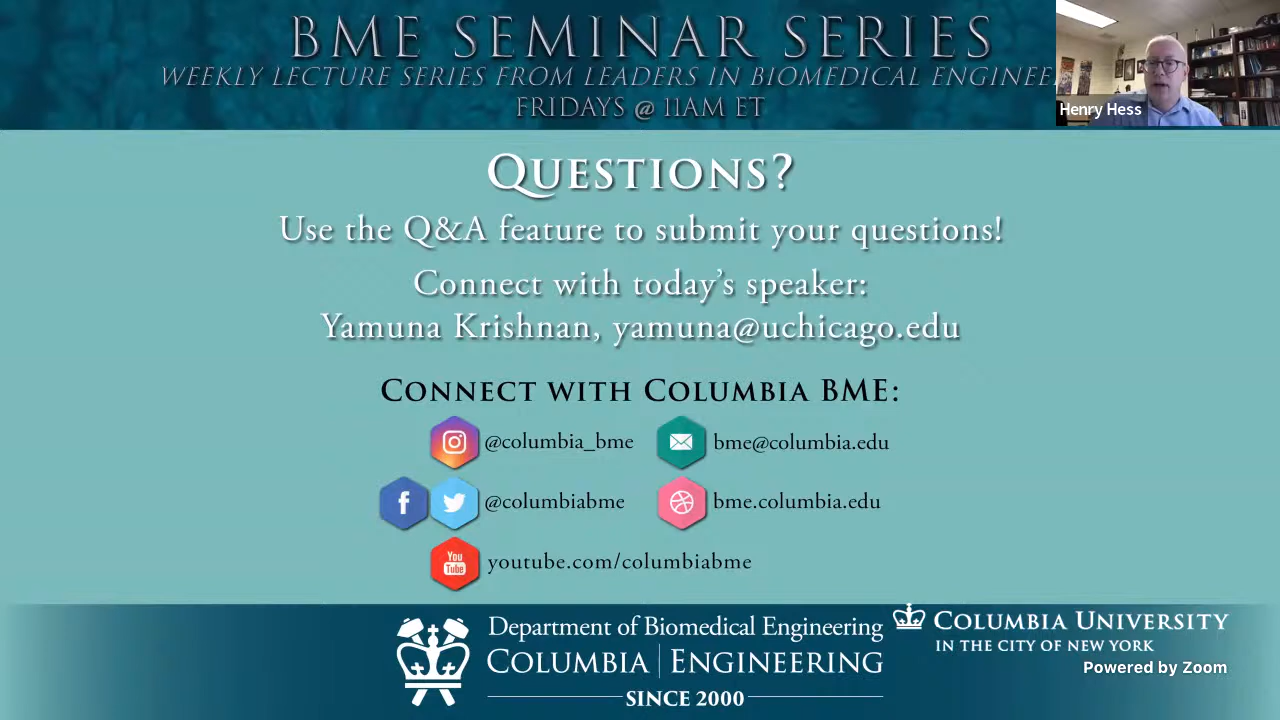 BME SEMINAR SERIES
WEEKLY LECTURE SERIES FROM LEADERS IN BIOMEDICAL ENGINEE
FRIDAYS @ 11AM ET
Henry Hess
QUESTIONS?
Use the Q&A feature to submit your questions!
Connect with today's speaker:
Yamuna Krishnan, yamuna@uchicago.edu
CONNECT WITH COLUMBIA BME:
@columbia_bme
bme@columbia.edu
f
@columbiabme
bme.columbia.edu
You
Tube
youtube.com/columbiabme
Department of Biomedical Engineering
COLUMBIA | ENGINEERING
SINCE 2000
COLUMBIA UNIVERSITY
IN THE CITY OF NEW YORK
Powered by Zoom